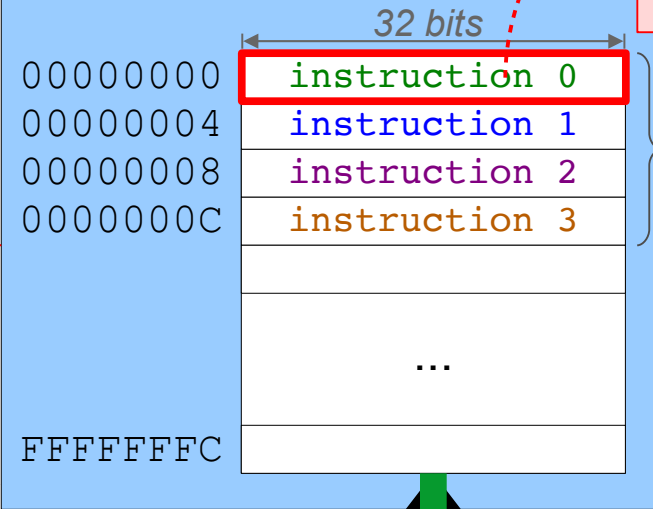 32 bits
00000000 instruction 0
00000004 instruction 1
00000008 instruction 2
0000000C instruction 3
...
FFFFFFFC